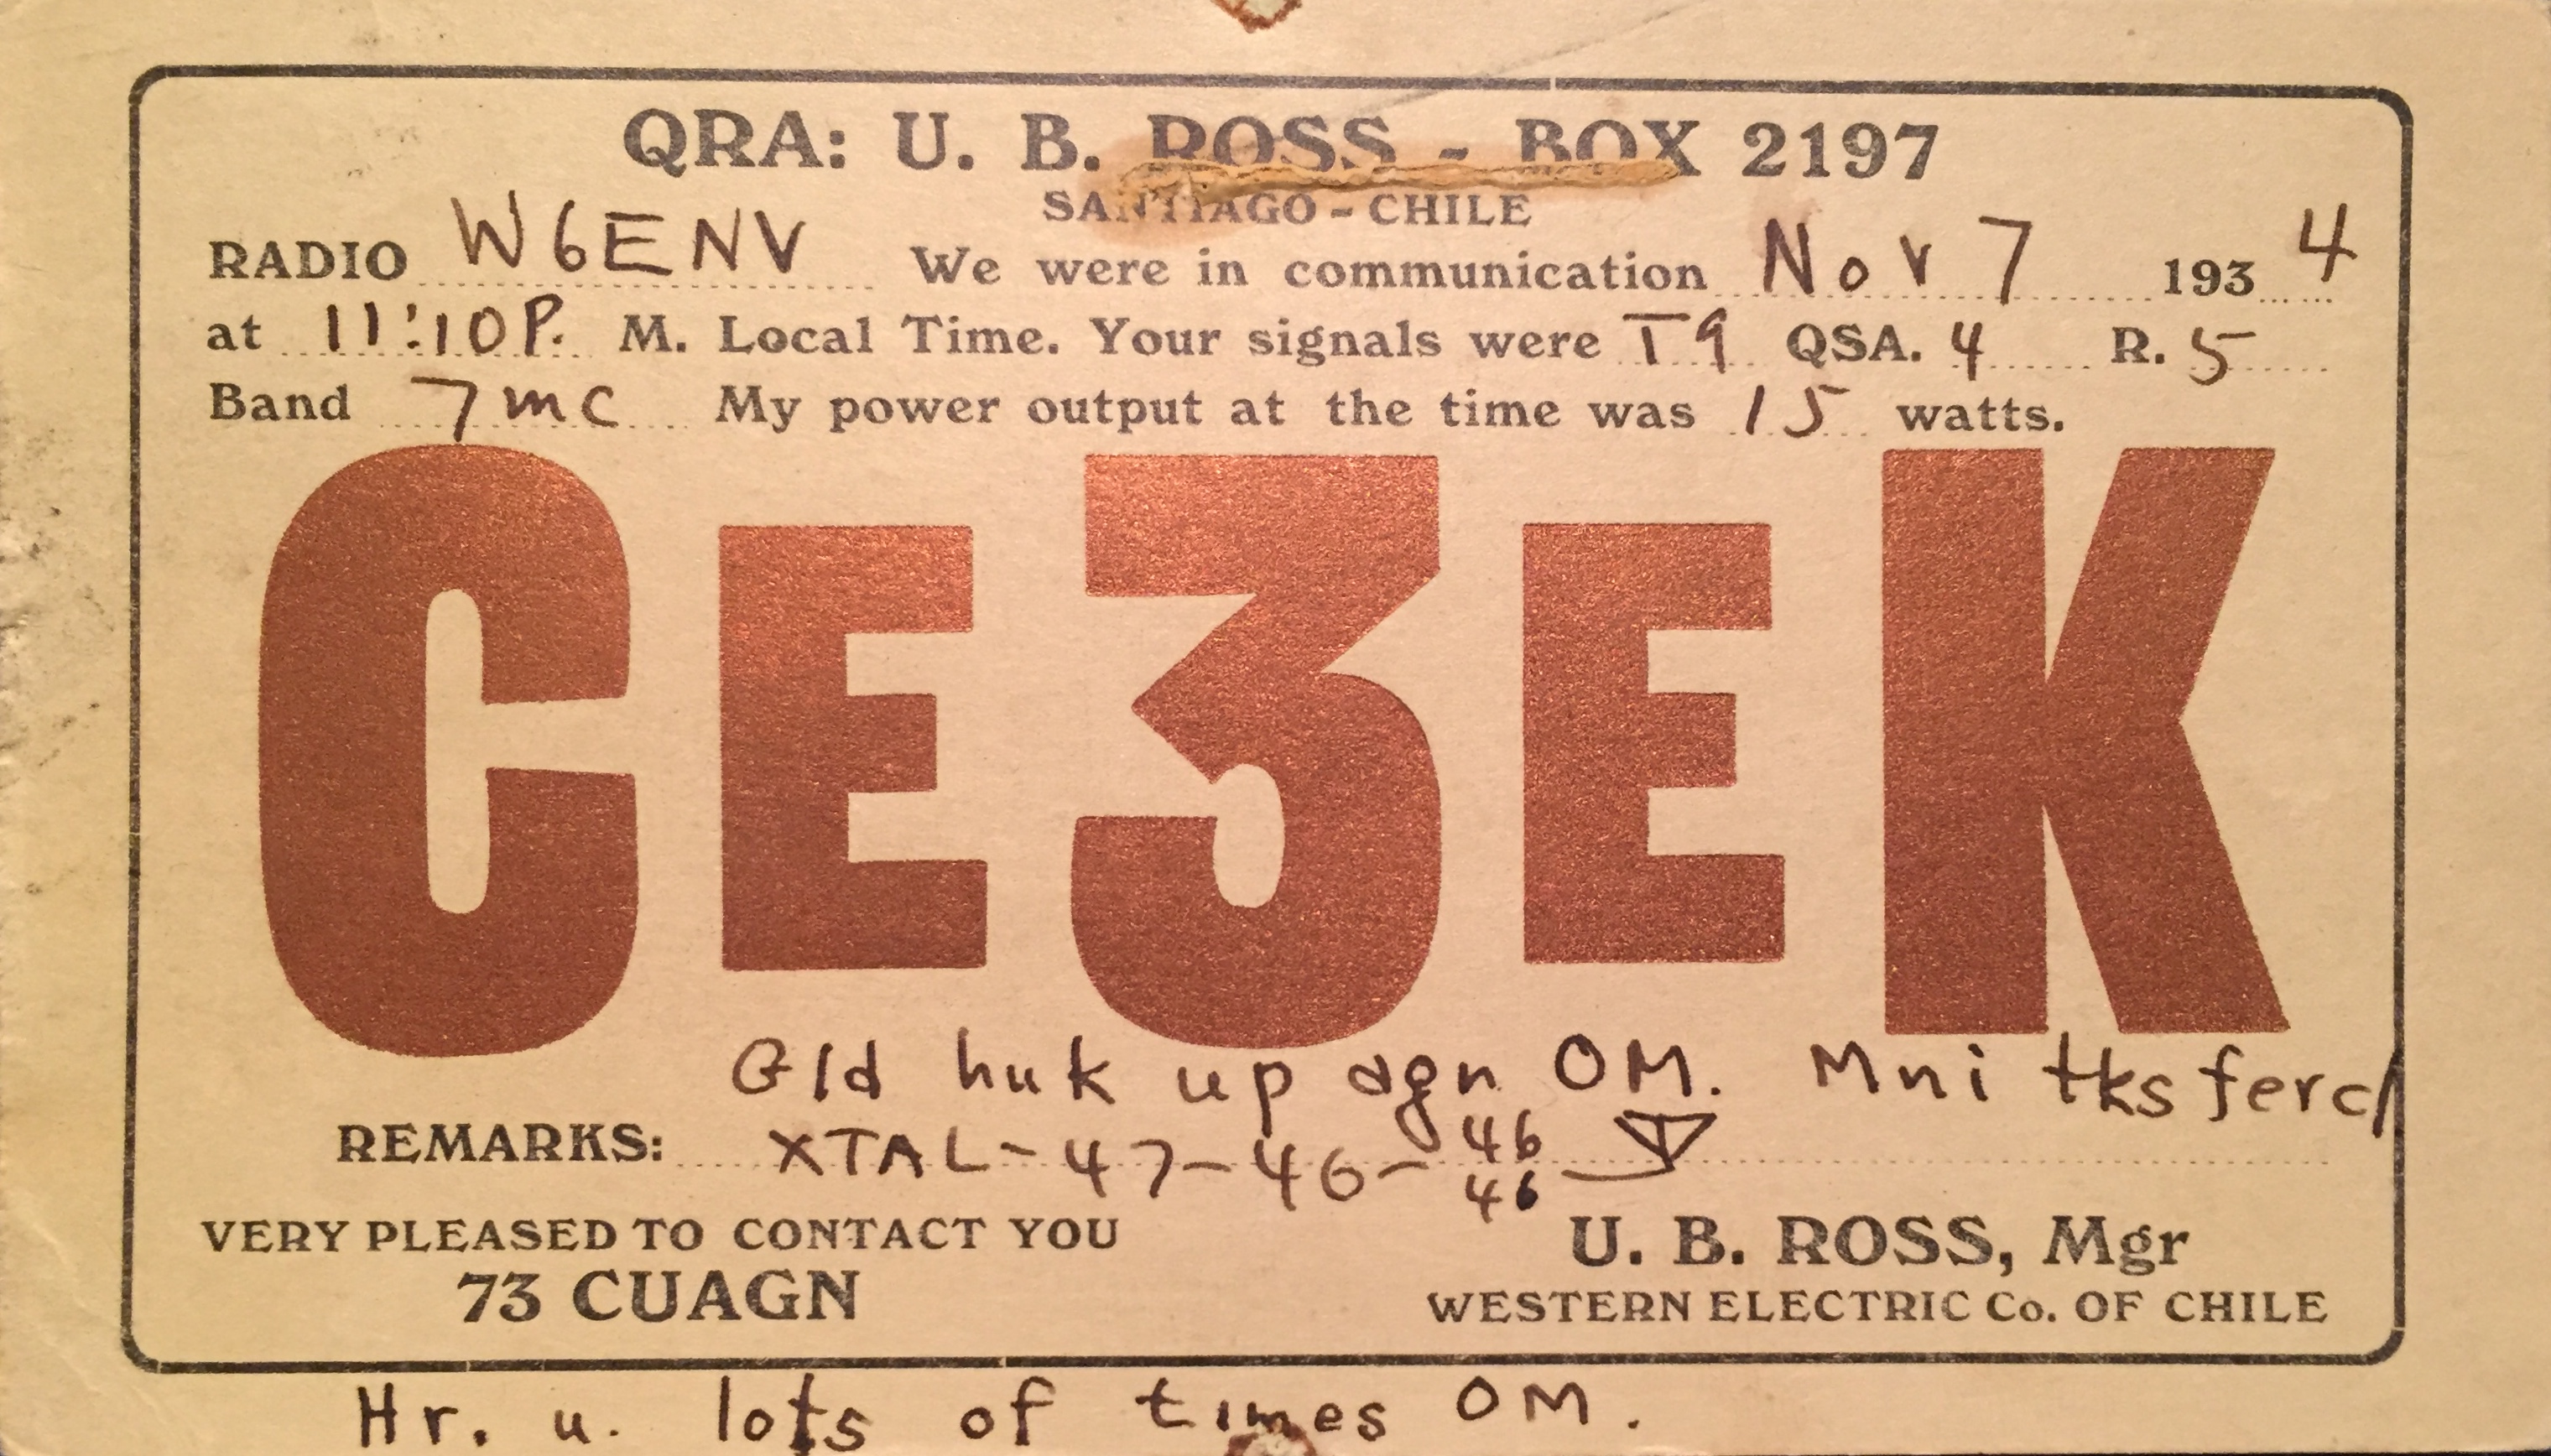 QRA: U. B. ROSS - BOX 2197
SANTIAGO - CHILE
RADIO W6ENV We were in communication Nov 7 1934
at 11:10P. M. Local Time. Your signals were T9 QSA. 4 R. 5
Band 7mc My power output at the time was 15 watts.
CE3EK
Gld huk up agn OM. Mni tks fer cd
REMARKS: XTAL-47-46-46
46
VERY PLEASED TO CONTACT YOU
73 CUAGN
U. B. ROSS, Mgr
WESTERN ELECTRIC Co. OF CHILE
Hr. u. lots of times OM.